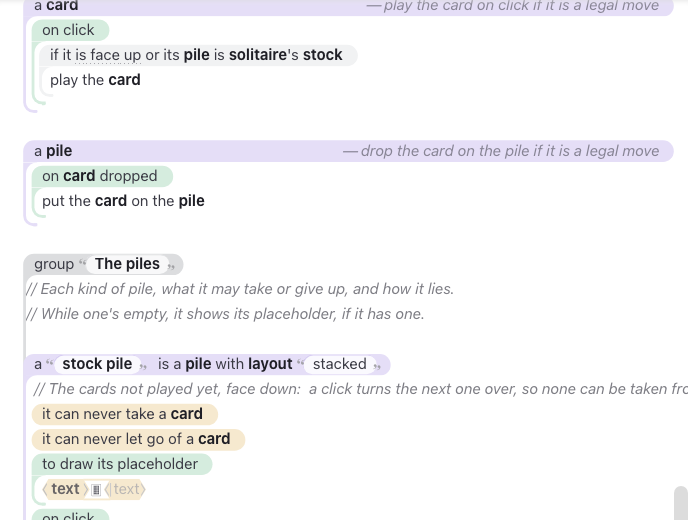 a card — play the card on click if it is a legal move
on click
if it is face up or its pile is solitaire's stock
play the card
a pile — drop the card on the pile if it is a legal move
on card dropped
put the card on the pile
group “ The piles „
// Each kind of pile, what it may take or give up, and how it lies.
// While one's empty, it shows its placeholder, if it has one.
a “ stock pile „ is a pile with layout “ stacked „
// The cards not played yet, face down: a click turns the next one over, so none can be taken fro
it can never take a card
it can never let go of a card
to draw its placeholder
⟨text⟩ ⟨text⟩
on click